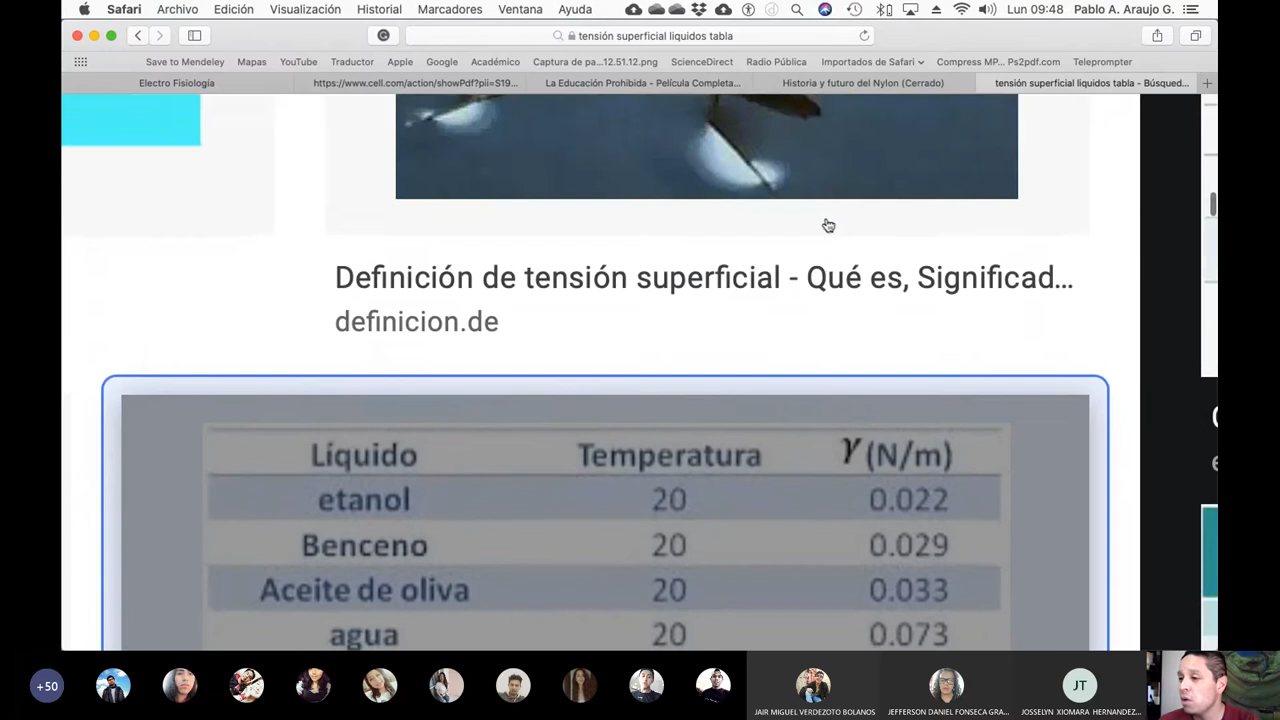 Safari Archivo Edición Visualización Historial Marcadores Ventana Ayuda Lun 09:48 Pablo A. Araujo G.
tensión superficial liquidos tabla
Save to Mendeley Mapas YouTube Traductor Apple Google Académico Captura de pa...12.51.12.png ScienceDirect Radio Pública Importados de Safari Compress MP... Ps2pdf.com Teleprompter
Electro Fisiología https://www.cell.com/action/showPdf?pii=S19... La Educación Prohibida - Película Completa... Historia y futuro del Nylon (Cerrado) tensión superficial liquidos tabla - Búsqued...
Definición de tensión superficial - Qué es, Significad...
definicion.de
Líquido Temperatura γ (N/m)
etanol 20 0.022
Benceno 20 0.029
Aceite de oliva 20 0.033
agua 20 0.073
+50 JT
JAIR MIGUEL VERDEZOTO BOLANOS JEFFERSON DANIEL FONSECA GRA... JOSSELYN XIOMARA HERNANDEZ...